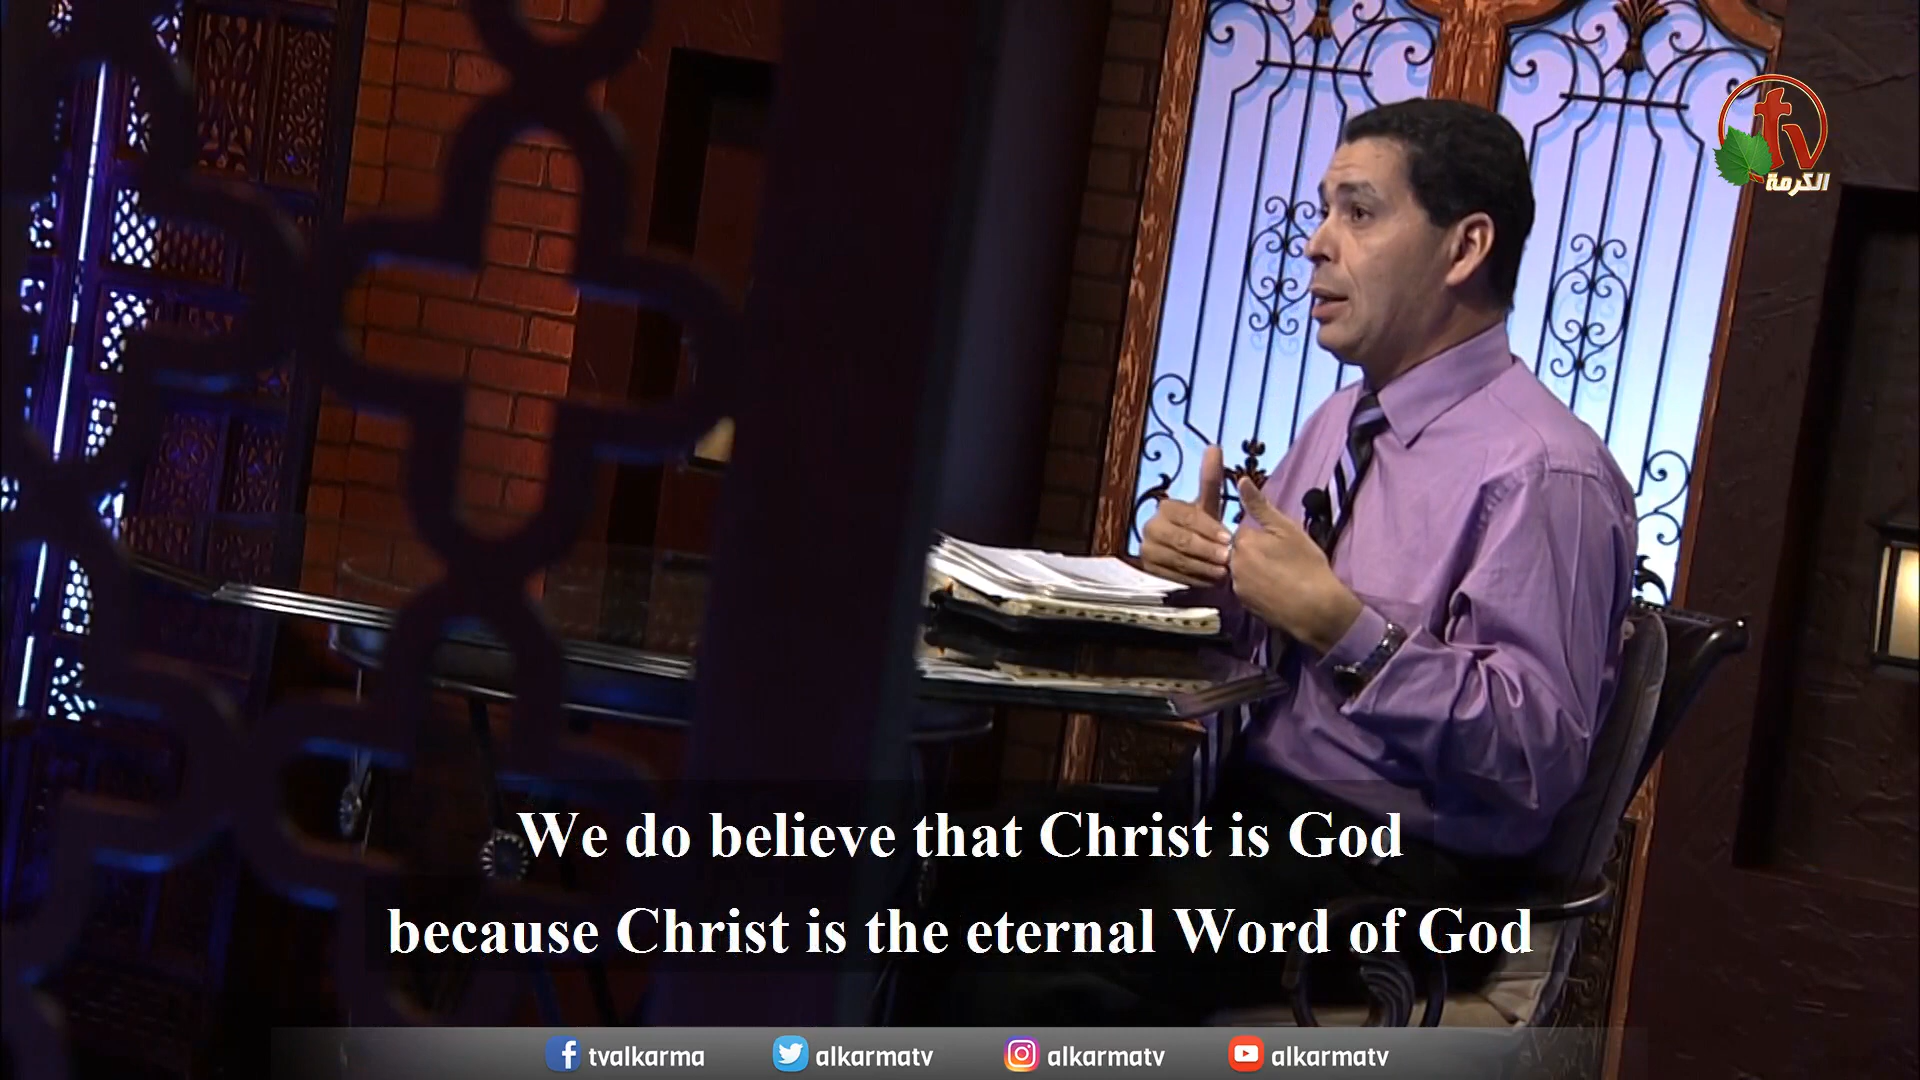 tv
الكرمة
We do believe that Christ is God
because Christ is the eternal Word of God
tvalkarma
alkarmatv
alkarmatv
alkarmatv